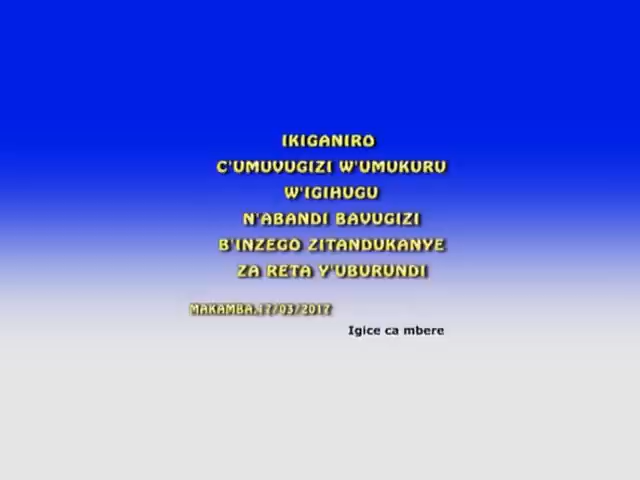 IKIGANIRO
C'UMUVUGIZI W'UMUKURU
W'IGIHUGU
N'ABANDI BAVUGIZI
B'INZEGO ZITANDUKANYE
ZA RETA Y'UBURUNDI
MAKAMBA.17/03/2017
Igice ca mbere